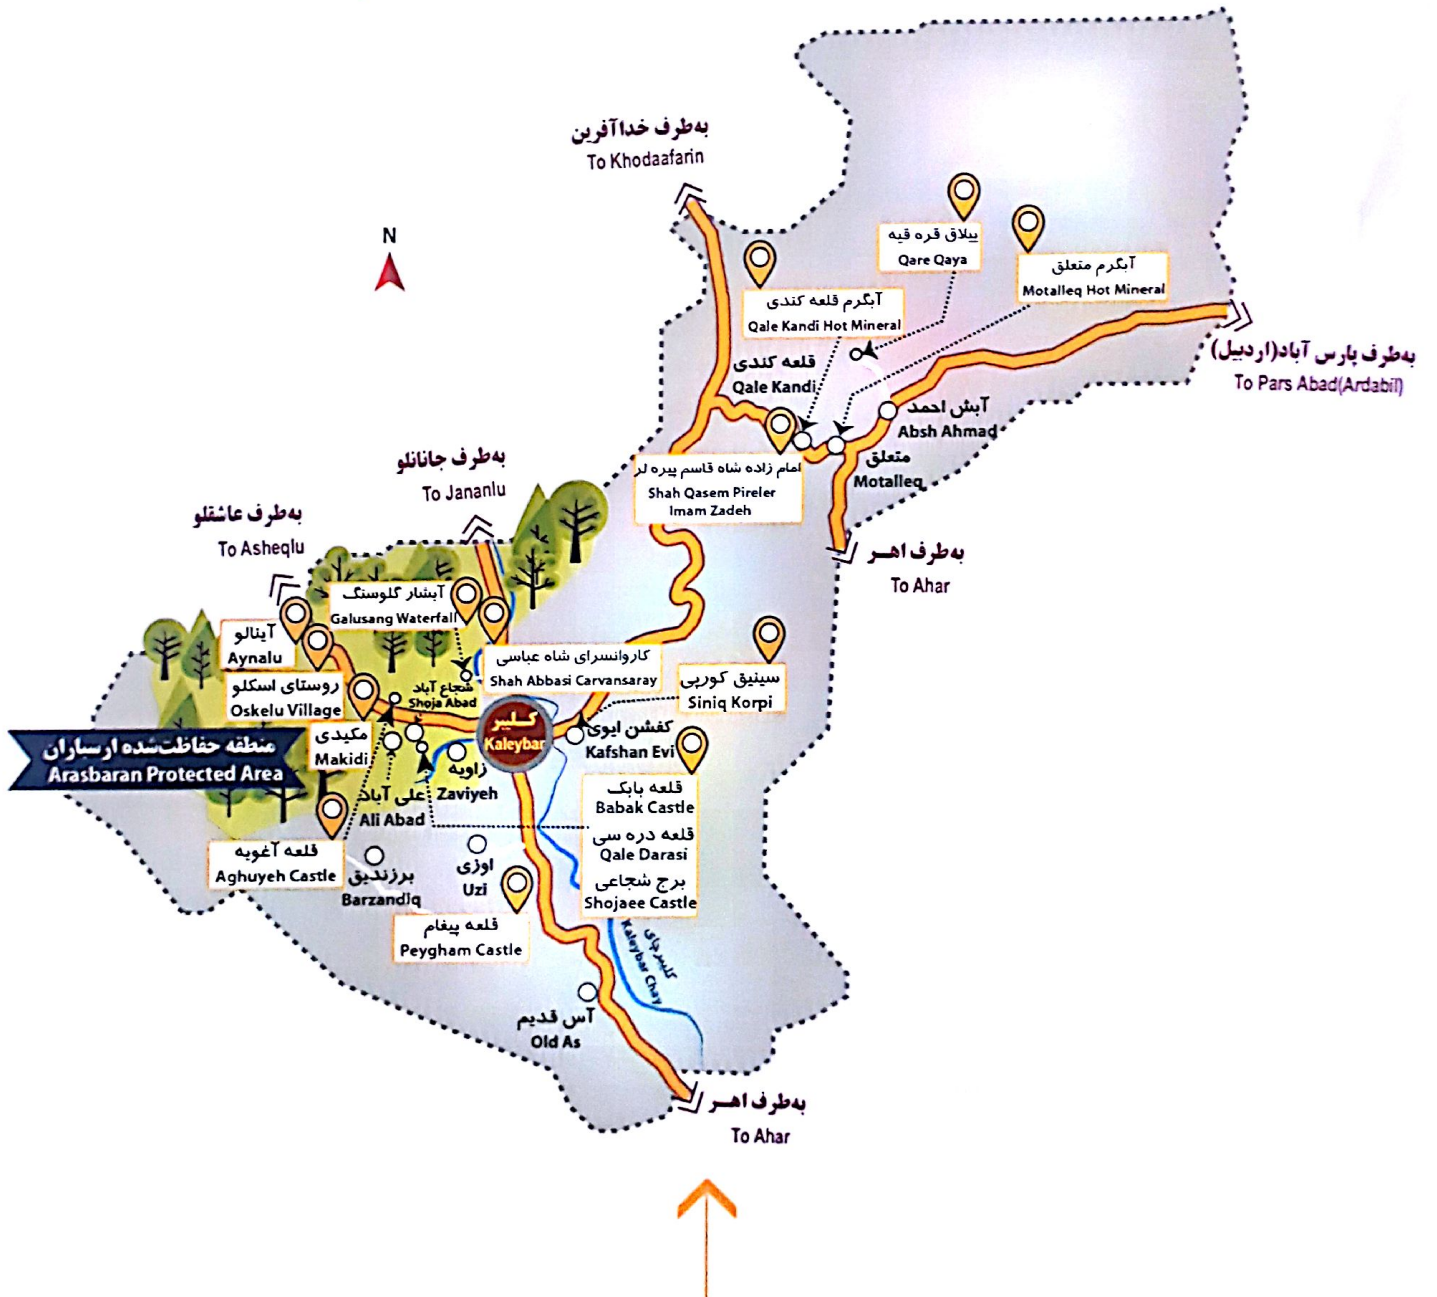 به‌طرف خداآفرین
To Khodaafarin
N
ییلاق قره قیه
Qare Qaya
آبگرم متعلق
Motalleq Hot Mineral
آبگرم قلعه کندی
Qale Kandi Hot Mineral
به‌طرف پارس آباد(اردبیل)
To Pars Abad(Ardabil)
قلعه کندی
Qale Kandi
آبش احمد
Absh Ahmad
متعلق
Motalleq
امام زاده شاه قاسم پیره لر
Shah Qasem Pireler
Imam Zadeh
به‌طرف جانانلو
To Jananlu
به‌طرف عاشقلو
To Asheqlu
به‌طرف اهـر
To Ahar
آبشار گلوسنگ
Galusang Waterfall
آینالو
Aynalu
کاروانسرای شاه عباسی
Shah Abbasi Carvansaray
سینیق کورپی
Siniq Korpi
روستای اسکلو
Oskelu Village
شجاع آباد
Shoja Abad
کـلیبر
Kaleybar
کفشن ایوی
Kafshan Evi
مکیدی
Makidi
منطقه حفاظت‌شده ارسباران
Arasbaran Protected Area
زاویه
Zaviyeh
علی آباد
Ali Abad
قلعه بابک
Babak Castle
قلعه دره سی
Qale Darasi
برج شجاعی
Shojaee Castle
قلعه آغویه
Aghuyeh Castle
برزندیق
Barzandiq
اوزی
Uzi
قلعه پیغام
Peygham Castle
کلیبرچای
Kaleybar Chay
آس قدیم
Old As
به‌طرف اهـر
To Ahar